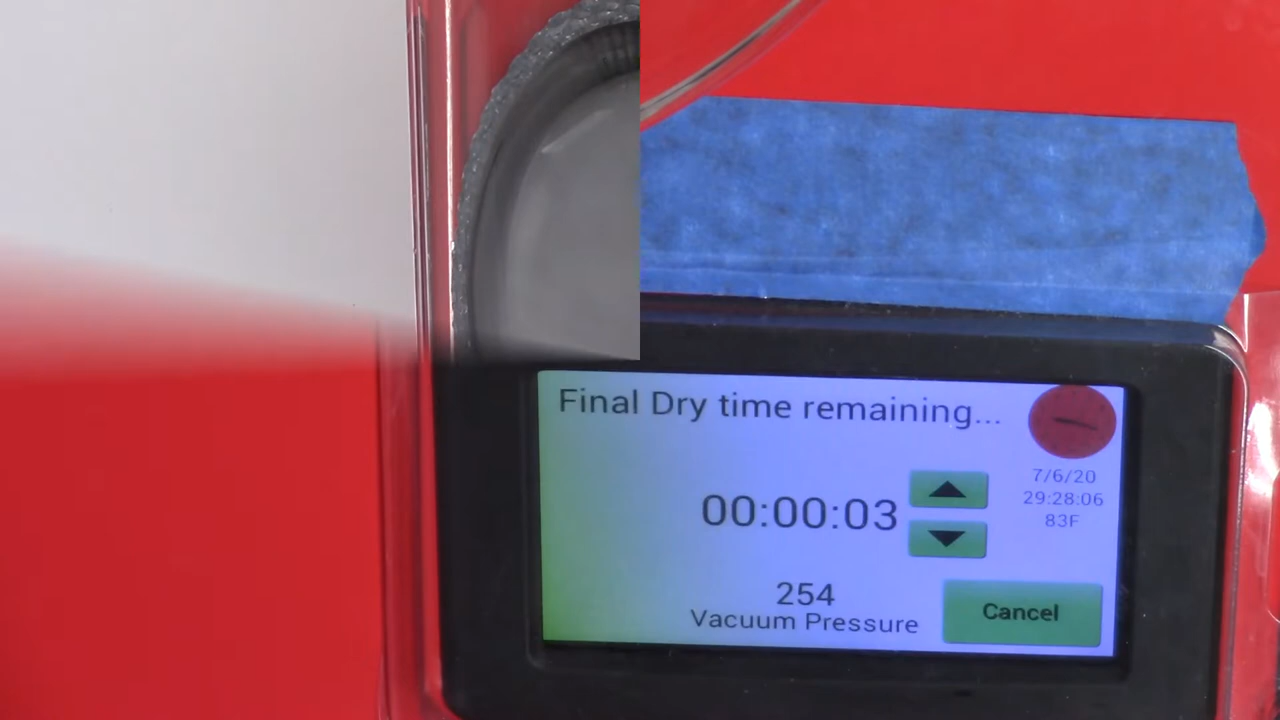 Final Dry time remaining...
7/6/20
29:28:06
83F
00:00:03
254
Vacuum Pressure
Cancel